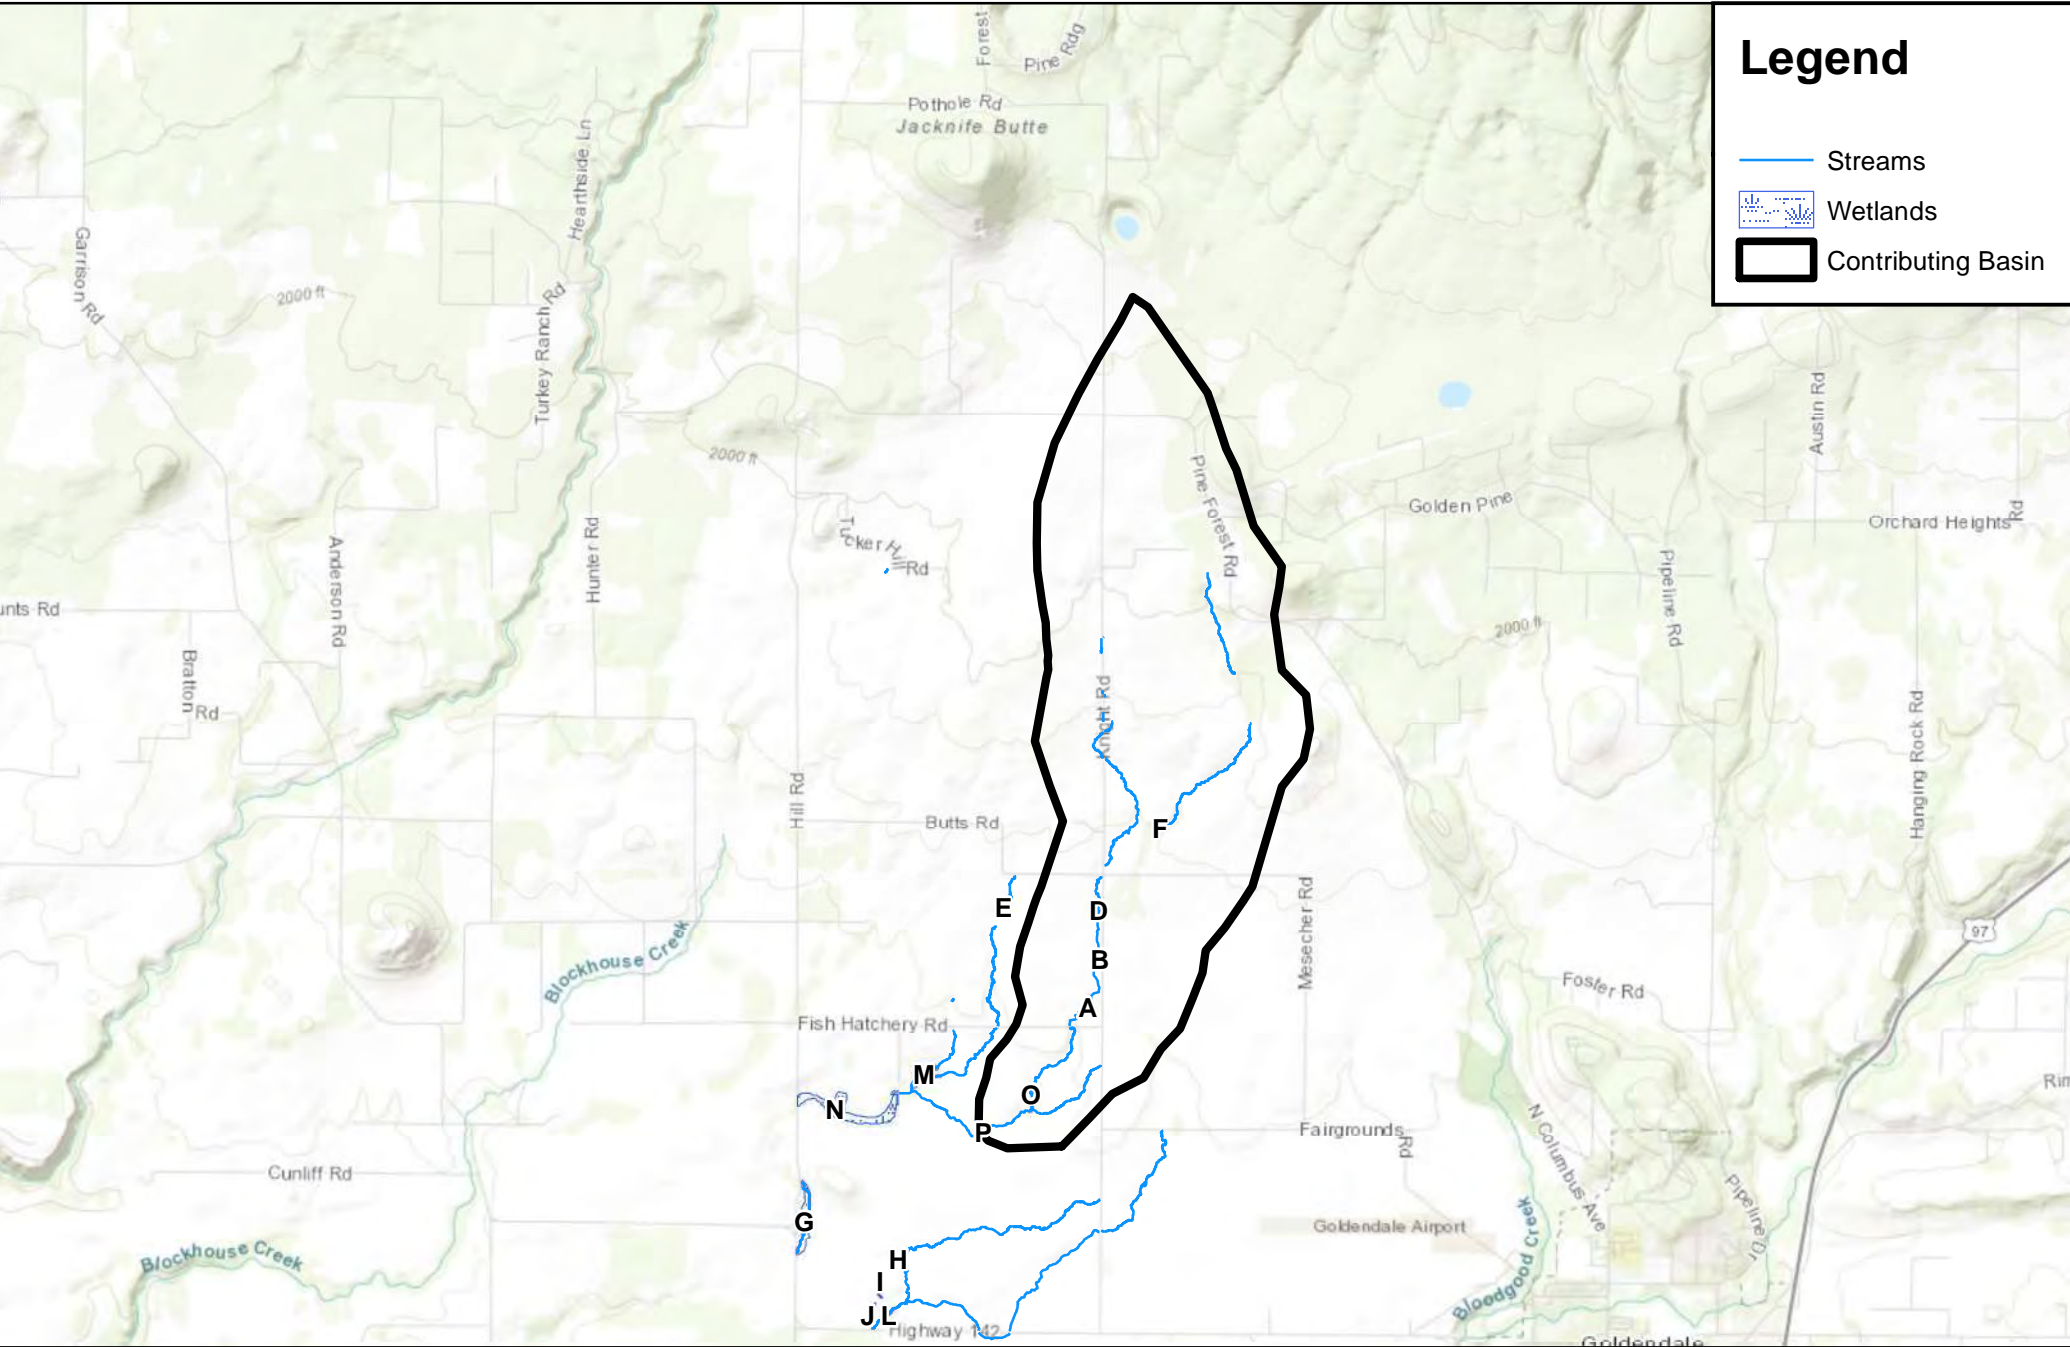 Legend
Streams
Wetlands
Contributing Basin
Forest
Pine Rdg
Pothole Rd
Jacknife Butte
Hearthside Ln
Garrison Rd
2000 ft
Turkey Ranch Rd
2000 ft
Austin Rd
Pine Forest Rd
Golden Pine
Orchard Heights Rd
Tucker Hill Rd
Anderson Rd
Hunter Rd
Pipeline Rd
unts Rd
2000 ft
Bratton Rd
Knight Rd
Hanging Rock Rd
Hill Rd
Butts Rd
F
E
D
Mesecher Rd
97
Blockhouse Creek
B
Foster Rd
A
Fish Hatchery Rd
M
O
N
P
Rim
N Columbus Ave
Fairgrounds Rd
Cunliff Rd
Pipeline Dr
G
Goldendale Airport
Blockhouse Creek
H
Bloodgood Creek
I
J L
Highway 142
Goldendale